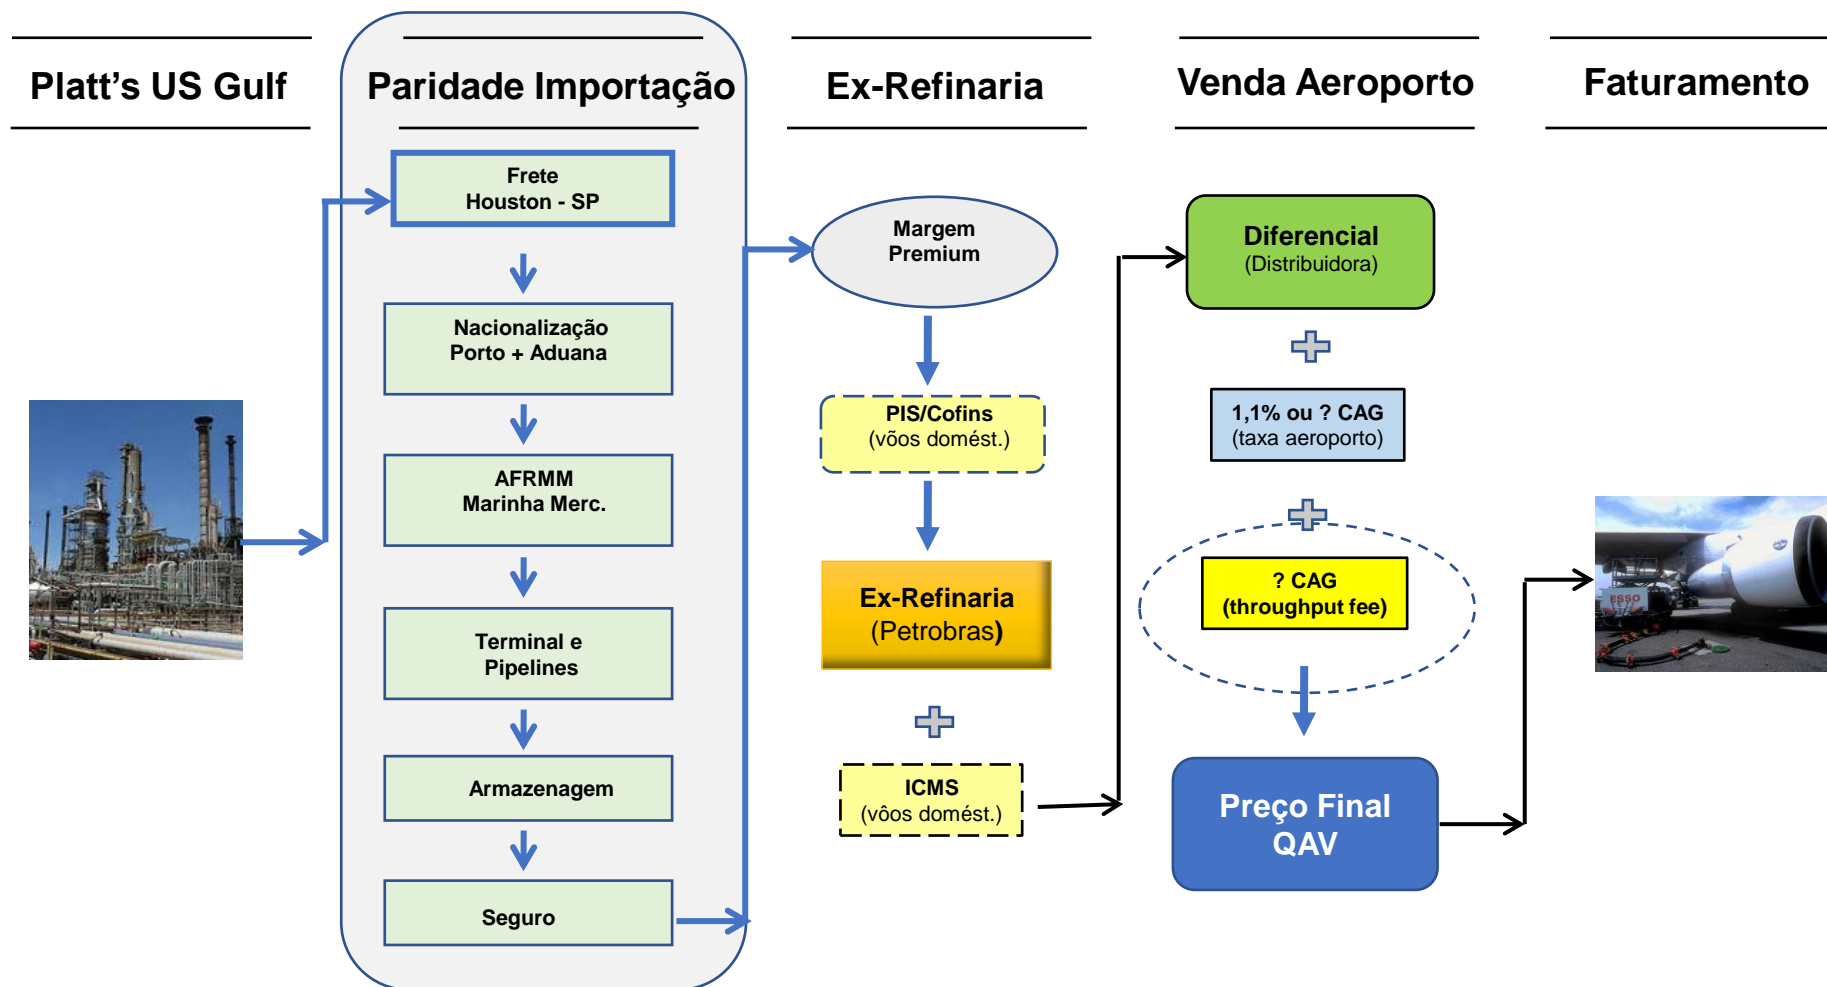 Platt’s US Gulf
Paridade Importação
Ex-Refinaria
Venda Aeroporto
Faturamento
Frete
Houston - SP
Nacionalização
Porto + Aduana
AFRMM
Marinha Merc.
Terminal e
Pipelines
Armazenagem
Seguro
Margem
Premium
PIS/Cofins
(võos domést.)
Ex-Refinaria
(Petrobras)
ICMS
(vôos domést.)
Diferencial
(Distribuidora)
1,1% ou ? CAG
(taxa aeroporto)
? CAG
(throughput fee)
Preço Final
QAV
ESSO